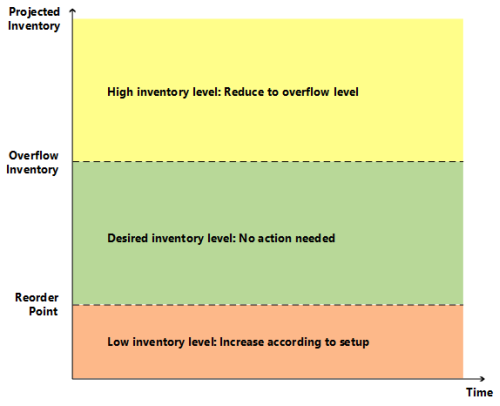 Projected
Inventory
High inventory level: Reduce to overflow level
Overflow
Inventory
Desired inventory level: No action needed
Reorder
Point
Low inventory level: Increase according to setup
Time